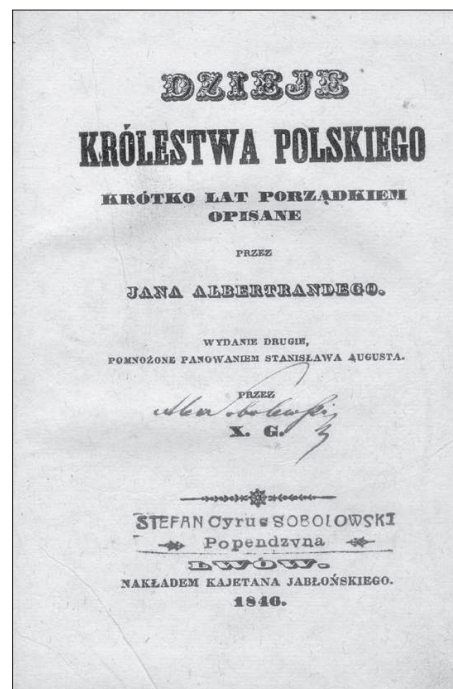 DZIEJE
KRÓLESTWA POLSKIEGO
KRÓTKO LAT PORZĄDKIEM
OPISANE
PRZEZ
JANA ALBERTRANDEGO.
WYDANIE DRUGIE,
POMNOŻONE PANOWANIEM STANISŁAWA AUGUSTA.
PRZEZ
X. G.
STEFAN Cyrus SOBOLOWSKI
Popendzyna
LWÓW.
NAKŁADEM KAJETANA JABŁOŃSKIEGO.
1846.